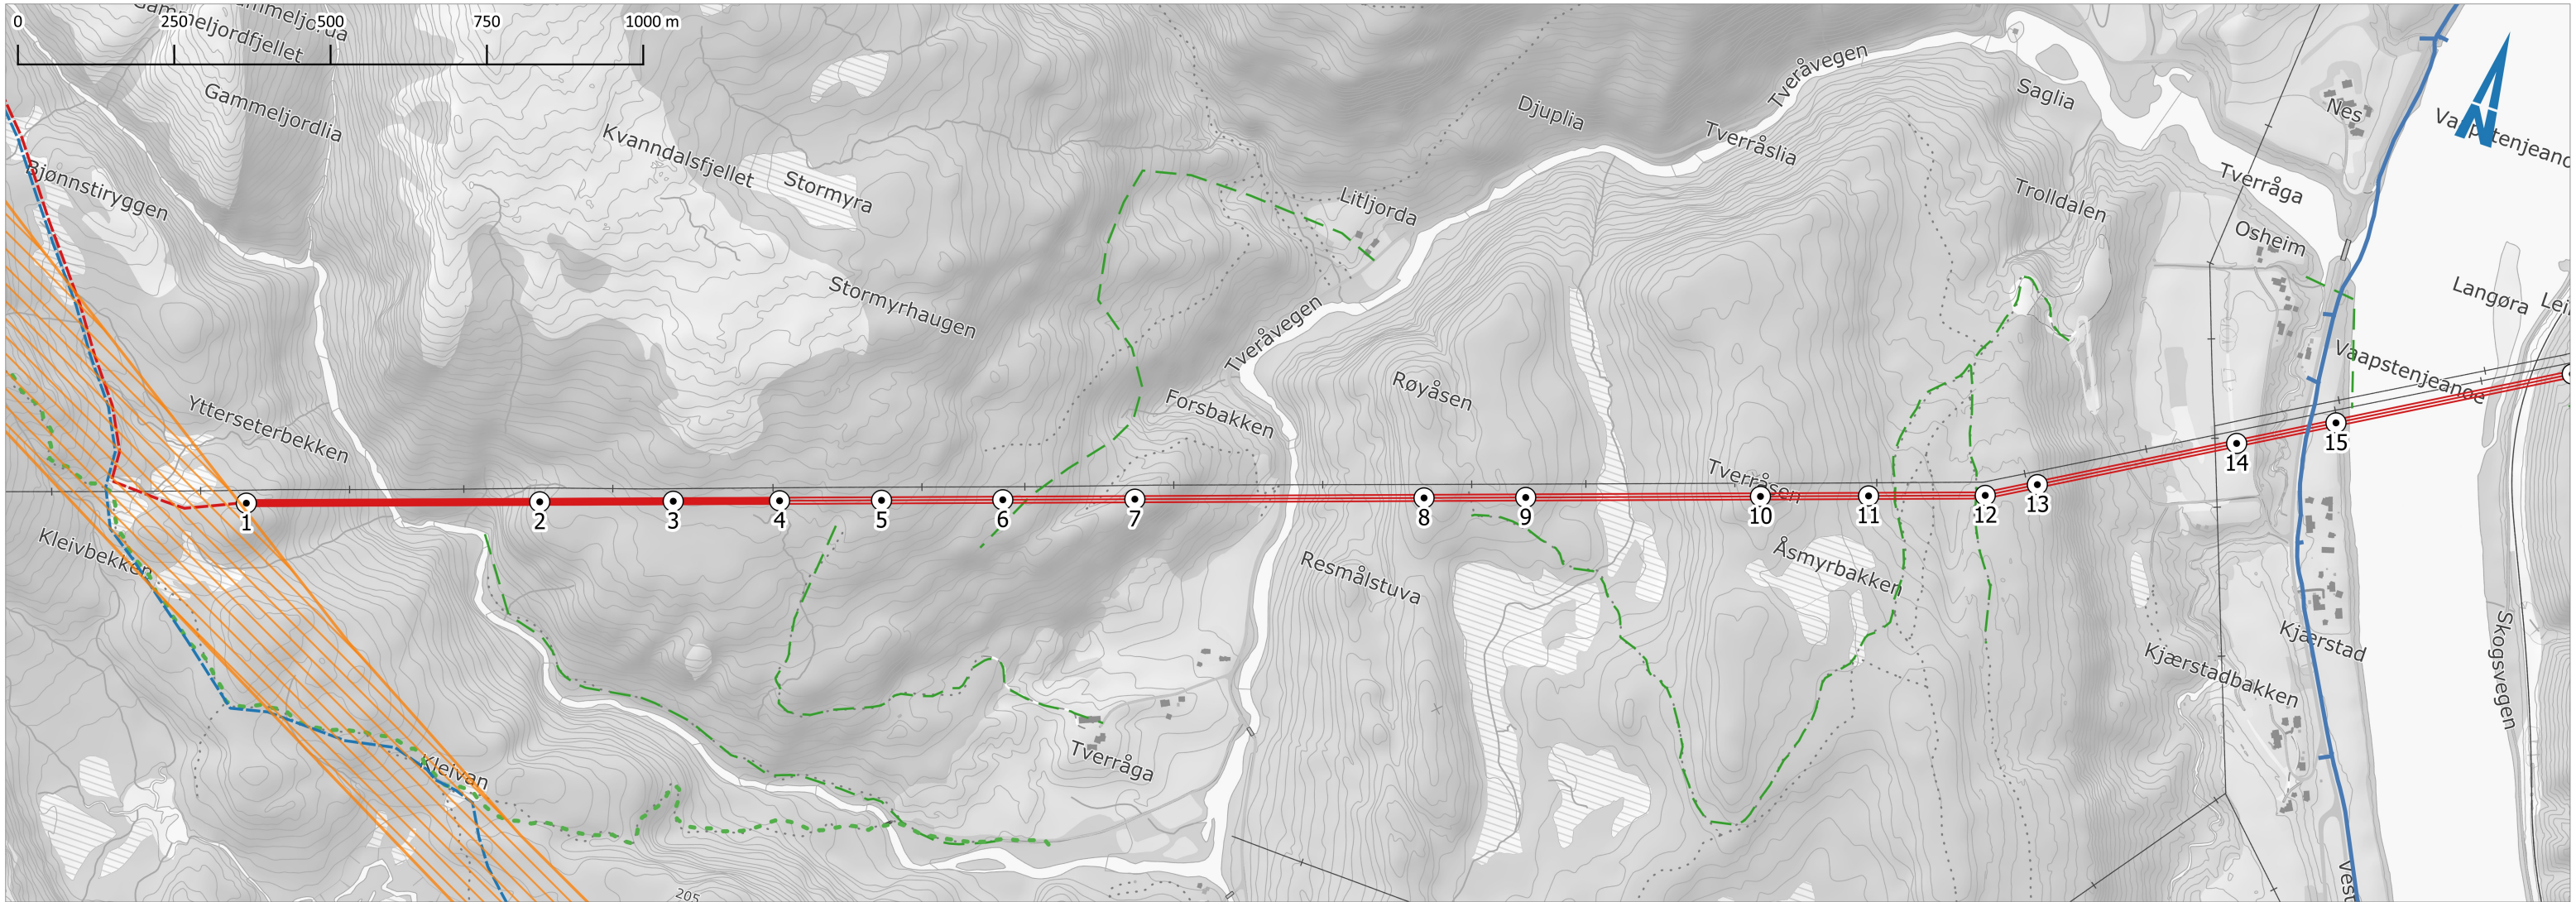 0 250 500 750 1000 m
Gammeljordfjellet
Gammeljordlia
Bjønnstiryggen
Kvanndalsfjellet
Stormyra
Stormyrhaugen
Litljorda
Djuplia
Tverråslia
Tveråvegen
Saglia
Nes
Trolldalen
Tverråga
Osheim
Langøra
Vaapstenjeanoe
Ytterseterbekken
Tveråvegen
Forsbakken
Røyåsen
Tverråsen
1 2 3 4 5 6 7 8 9 10 11 12 13 14 15
Kleivbekken
Resmålstuva
Åsmyrbakken
Kjærstad
Kjærstadbakken
Skogsvegen
Kleivan
Tverråga
205
N